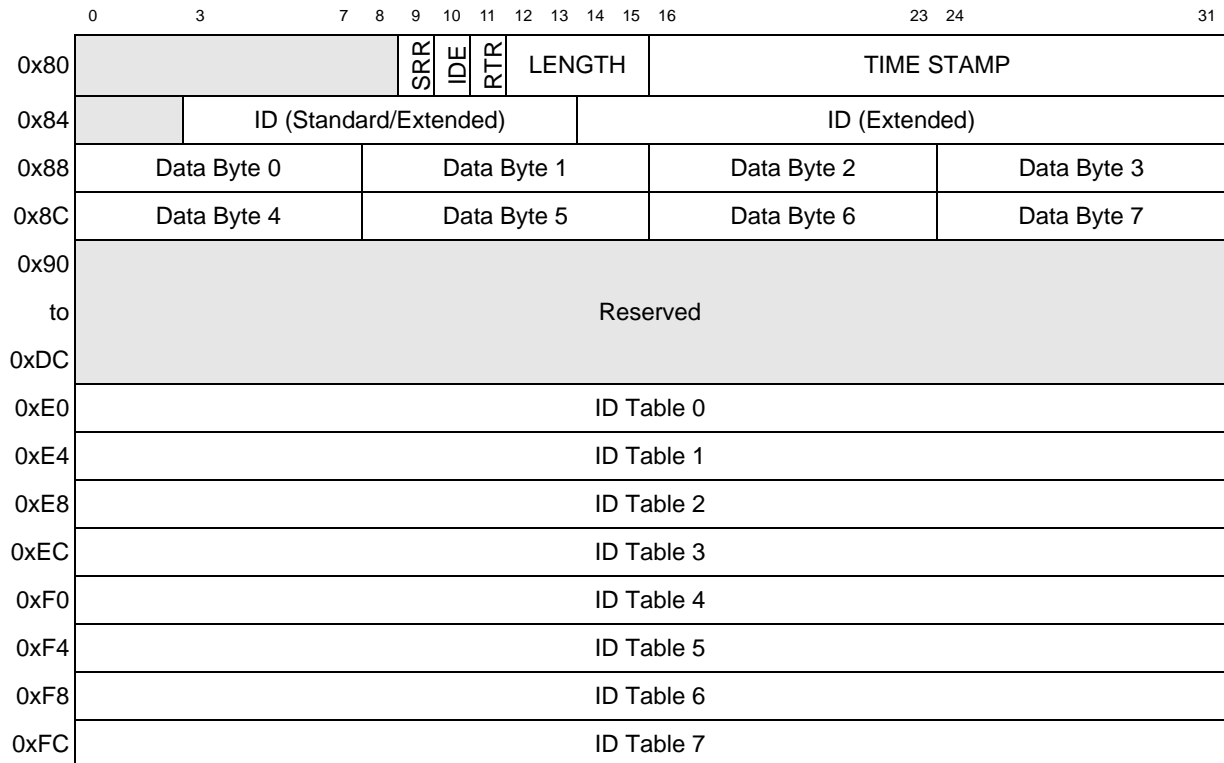 0 3 7 8 9 10 11 12 13 14 15 16 23 24 31
0x80 SRR IDE RTR LENGTH TIME STAMP
0x84 ID (Standard/Extended) ID (Extended)
0x88 Data Byte 0 Data Byte 1 Data Byte 2 Data Byte 3
0x8C Data Byte 4 Data Byte 5 Data Byte 6 Data Byte 7
0x90
to Reserved
0xDC
0xE0 ID Table 0
0xE4 ID Table 1
0xE8 ID Table 2
0xEC ID Table 3
0xF0 ID Table 4
0xF4 ID Table 5
0xF8 ID Table 6
0xFC ID Table 7